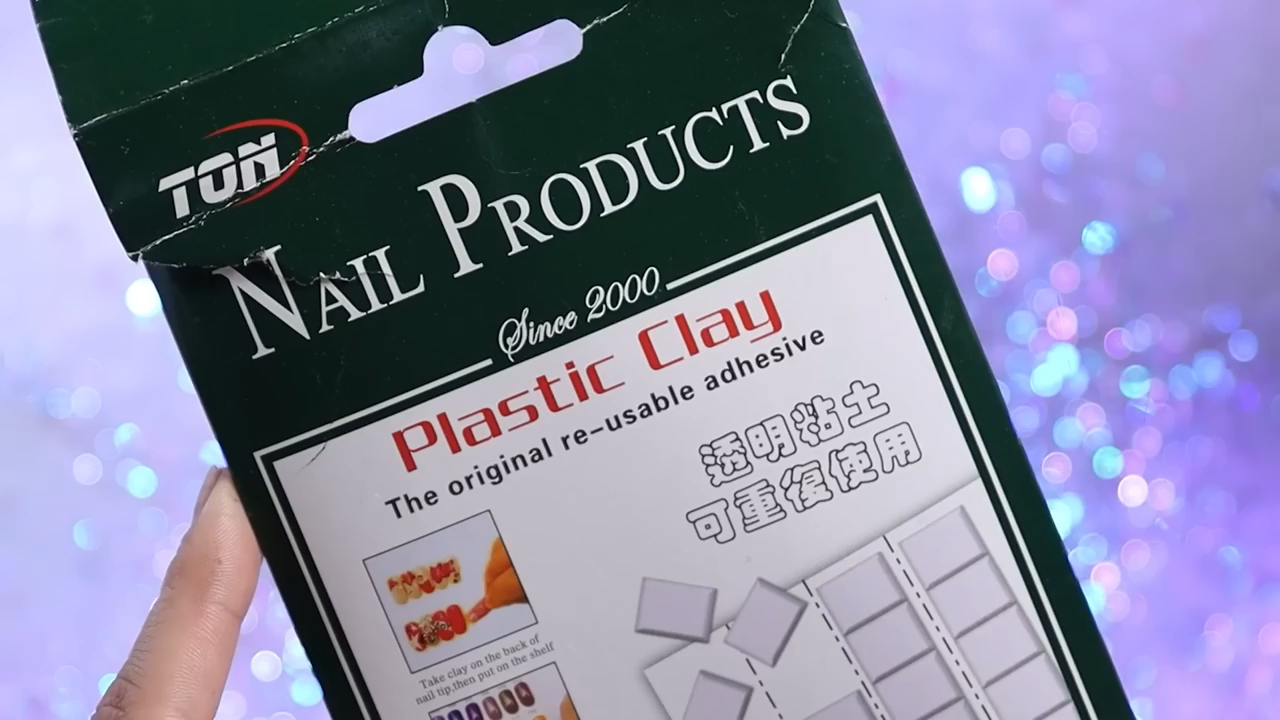 TON
NAIL PRODUCTS
Since 2000
Plastic Clay
The original re-usable adhesive
透明粘土
可重復使用
Take clay on the back of
nail tip,then put on the shelf